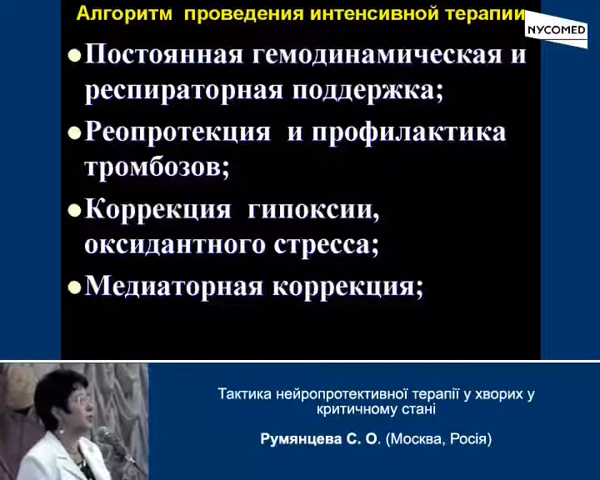 Алгоритм проведения интенсивной терапии
NYCOMED
Постоянная гемодинамическая и
респираторная поддержка;
Реопротекция и профилактика
тромбозов;
Коррекция гипоксии,
оксидантного стресса;
Медиаторная коррекция;
Тактика нейропротективної терапії у хворих у
критичному стані
Румянцева С. О. (Москва, Росія)